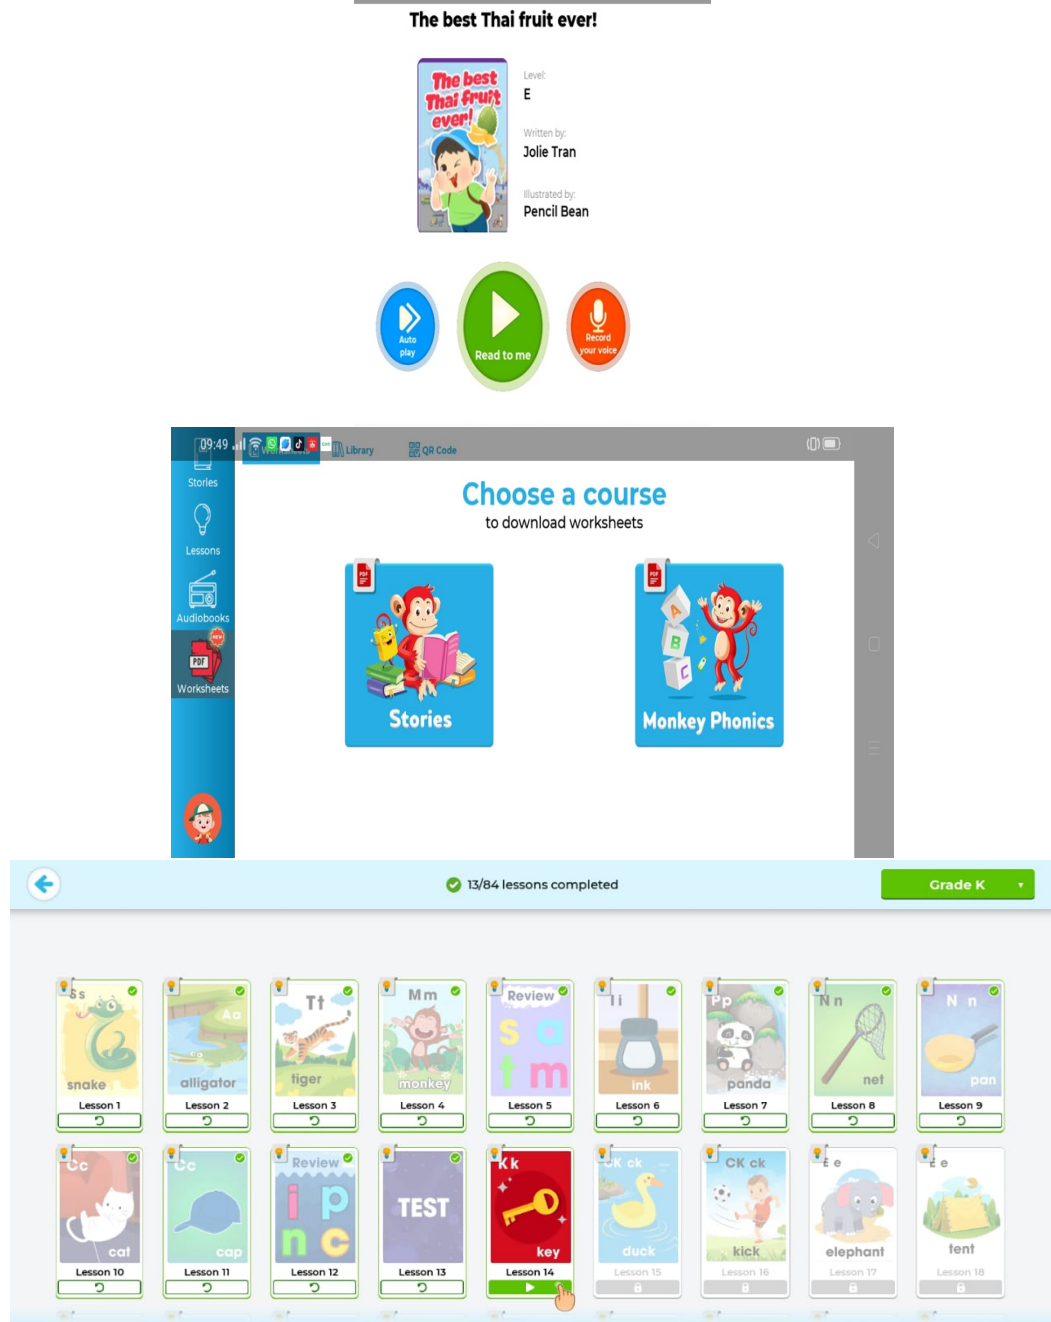 The best Thai fruit ever!
The best
Thai fruit
ever!
Level:
E
Written by:
Jolie Tran
Illustrated by:
Pencil Bean
Auto
play
Read to me
Record
your voice
09:49
Worksheets
Library
QR Code
Stories
Lessons
Audiobooks
NEW
PDF
Worksheets
Choose a course
to download worksheets
PDF
Stories
PDF
A
B
C
Monkey Phonics
13/84 lessons completed
Grade K
Ss
snake
Lesson 1
Aa
alligator
Lesson 2
Tt
tiger
Lesson 3
Mm
monkey
Lesson 4
Review
s a
t m
Lesson 5
I i
ink
Lesson 6
Pp
panda
Lesson 7
N n
net
Lesson 8
N n
pan
Lesson 9
Cc
cat
Lesson 10
Cc
cap
Lesson 11
Review
i p
n c
Lesson 12
TEST
Lesson 13
K k
key
Lesson 14
CK ck
duck
Lesson 15
CK ck
kick
Lesson 16
E e
elephant
Lesson 17
E e
tent
Lesson 18